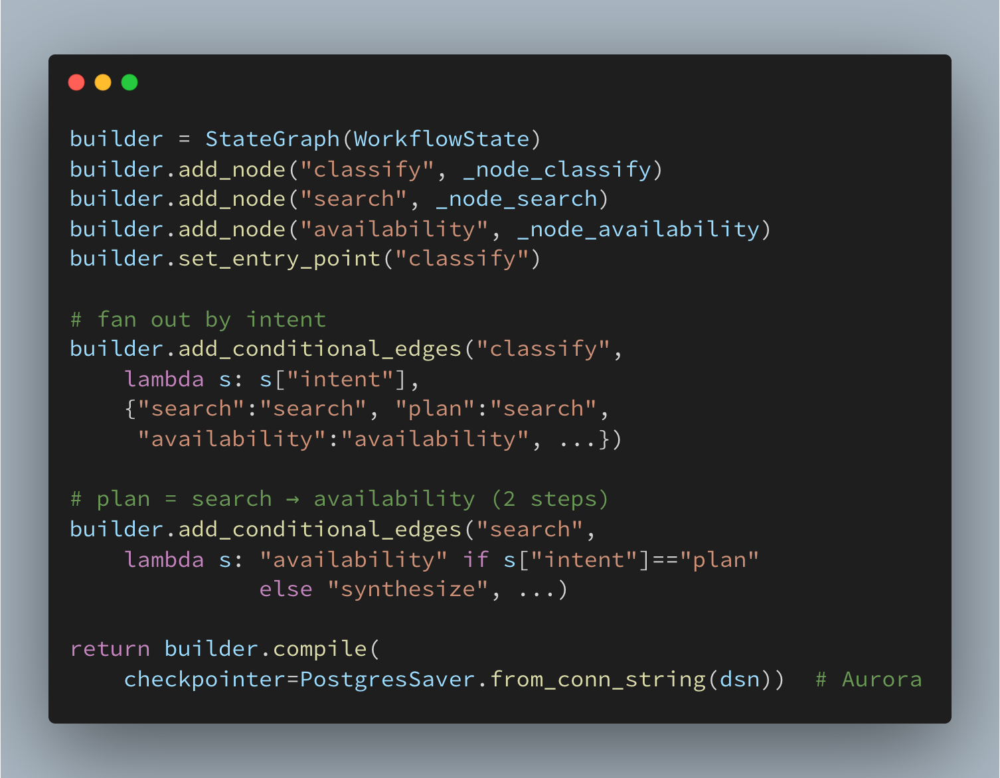 builder = StateGraph(WorkflowState)
builder.add_node("classify", _node_classify)
builder.add_node("search", _node_search)
builder.add_node("availability", _node_availability)
builder.set_entry_point("classify")

# fan out by intent
builder.add_conditional_edges("classify",
    lambda s: s["intent"],
    {"search":"search", "plan":"search",
     "availability":"availability", ...})

# plan = search → availability (2 steps)
builder.add_conditional_edges("search",
    lambda s: "availability" if s["intent"]=="plan"
              else "synthesize", ...)

return builder.compile(
    checkpointer=PostgresSaver.from_conn_string(dsn))  # Aurora